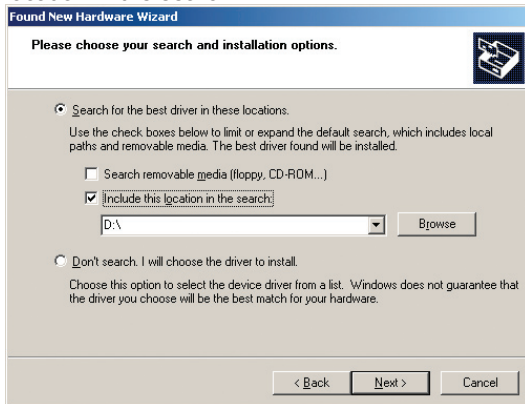 Found New Hardware Wizard
Please choose your search and installation options.
Search for the best driver in these locations.
Use the check boxes below to limit or expand the default search, which includes local
paths and removable media. The best driver found will be installed.
Search removable media (floppy, CD-ROM...)
Include this location in the search:
D:\
Browse
Don't search. I will choose the driver to install.
Choose this option to select the device driver from a list. Windows does not guarantee that
the driver you choose will be the best match for your hardware.
< Back
Next >
Cancel